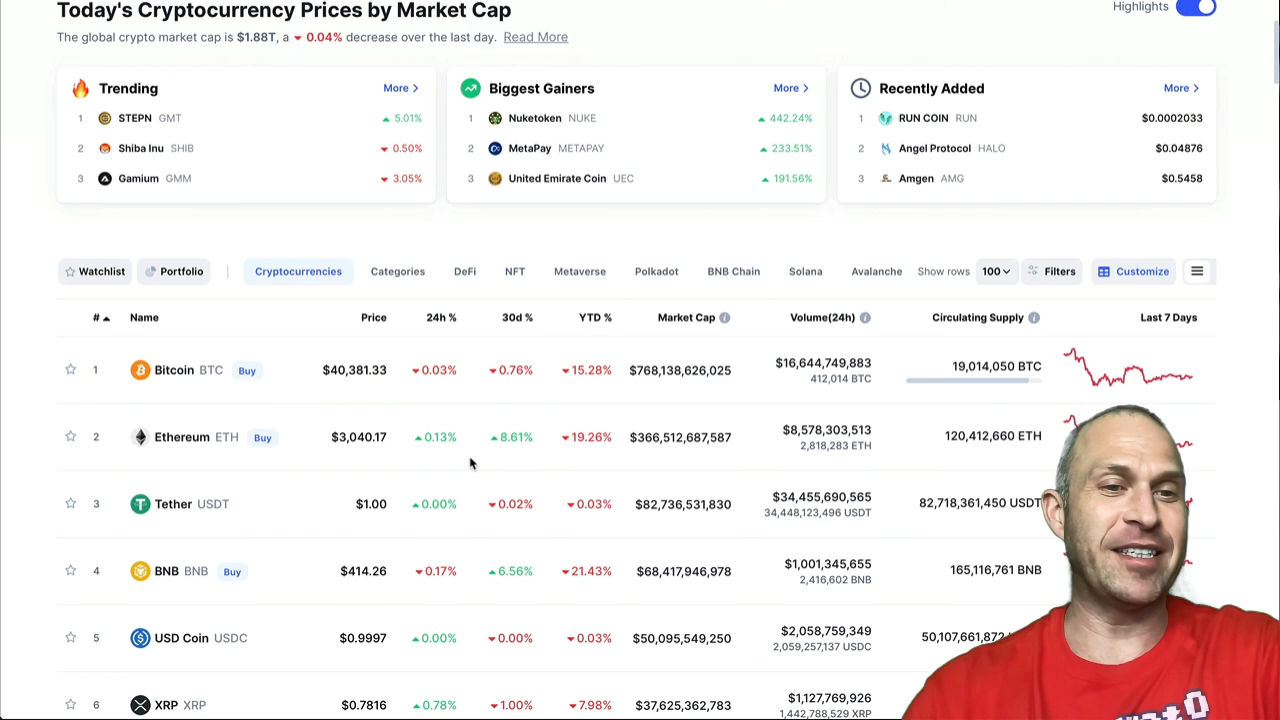 Today's Cryptocurrency Prices by Market Cap
Highlights
The global crypto market cap is $1.88T, a 0.04% decrease over the last day. Read More
Trending More
1 STEPN GMT 5.01%
2 Shiba Inu SHIB 0.50%
3 Gamium GMM 3.05%
Biggest Gainers More
1 Nuketoken NUKE 442.24%
2 MetaPay METAPAY 233.51%
3 United Emirate Coin UEC 191.56%
Recently Added More
1 RUN COIN RUN $0.0002033
2 Angel Protocol HALO $0.04876
3 Amgen AMG $0.5458
Watchlist Portfolio Cryptocurrencies Categories DeFi NFT Metaverse Polkadot BNB Chain Solana Avalanche Show rows 100 Filters Customize
# Name Price 24h % 30d % YTD % Market Cap Volume(24h) Circulating Supply Last 7 Days
1 Bitcoin BTC Buy $40,381.33 0.03% 0.76% 15.28% $768,138,626,025 $16,644,749,883 19,014,050 BTC
412,014 BTC
2 Ethereum ETH Buy $3,040.17 0.13% 8.61% 19.26% $366,512,687,587 $8,578,303,513 120,412,660 ETH
2,818,283 ETH
3 Tether USDT $1.00 0.00% 0.02% 0.03% $82,736,531,830 $34,455,690,565 82,718,361,450 USDT
34,448,123,496 USDT
4 BNB BNB Buy $414.26 0.17% 6.56% 21.43% $68,417,946,978 $1,001,345,655 165,116,761 BNB
2,416,602 BNB
5 USD Coin USDC $0.9997 0.00% 0.00% 0.03% $50,095,549,250 $2,058,759,349 50,107,661,872
2,059,257,137 USDC
6 XRP XRP $0.7816 0.78% 1.00% 7.98% $37,625,362,783 $1,127,769,926
1,442,788,529 XRP